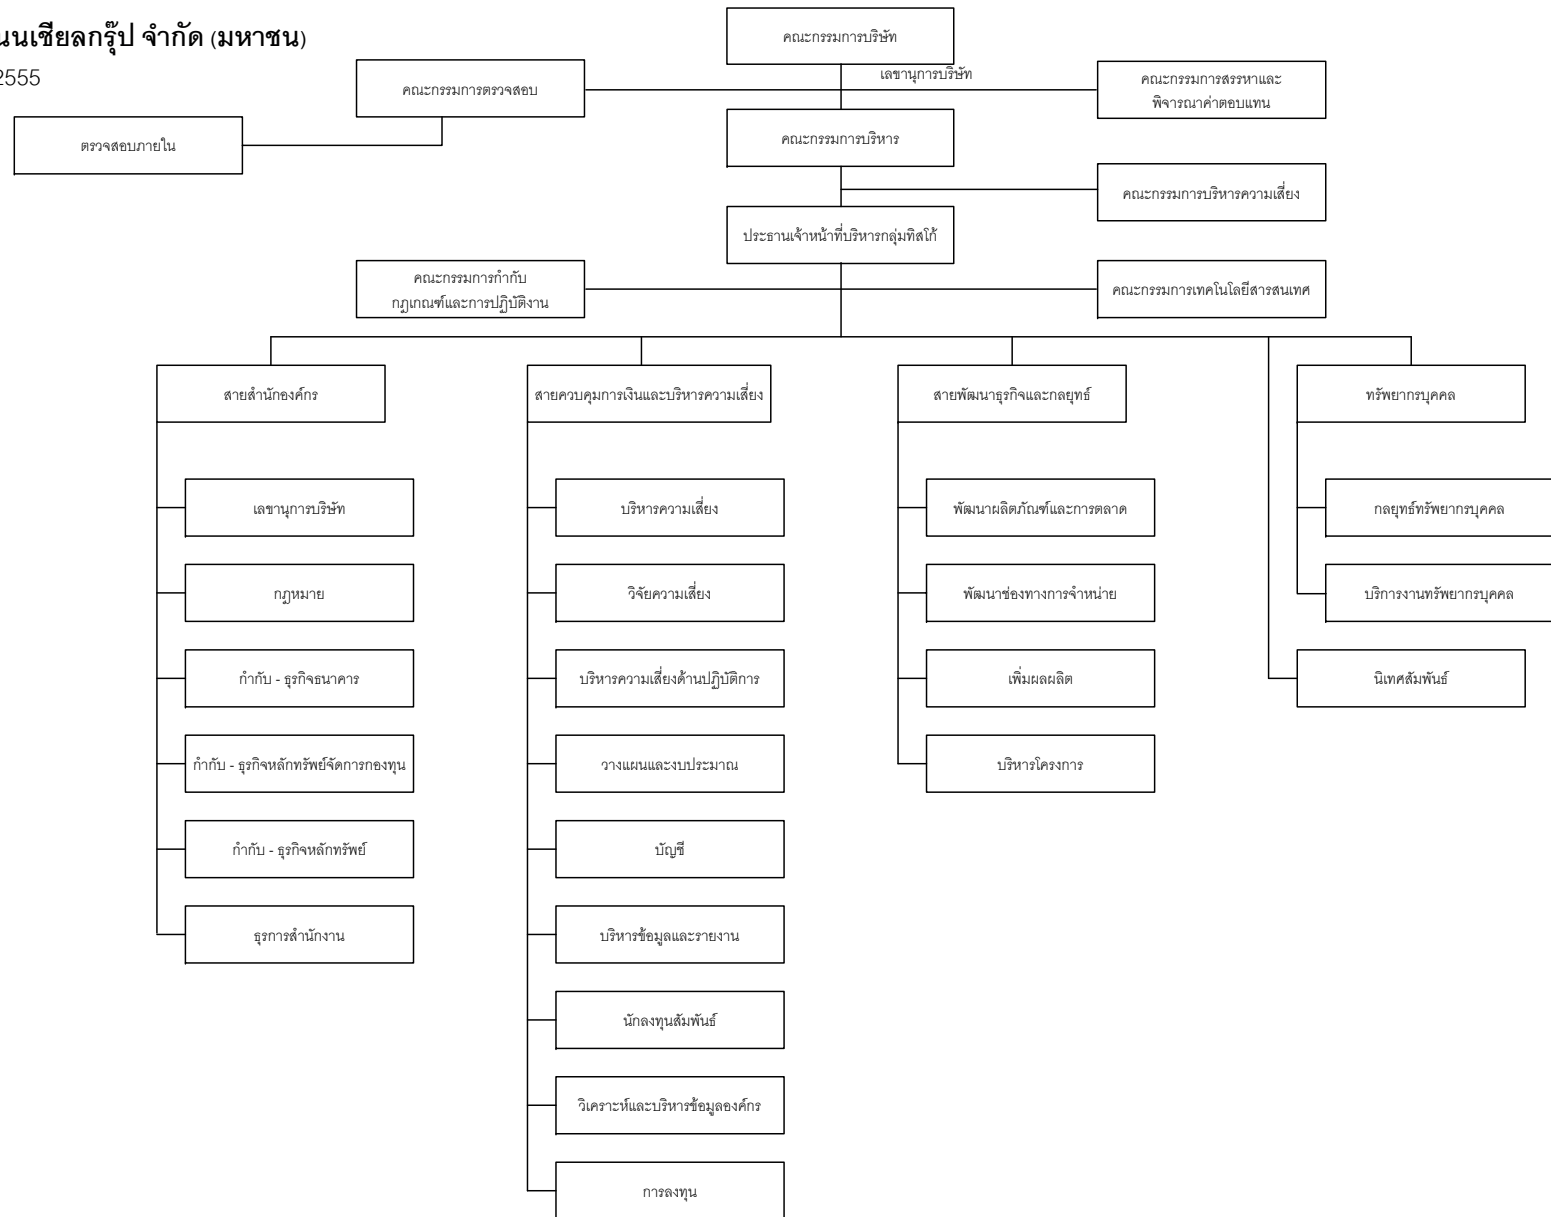 นนเชียลกรุ๊ป จำกัด (มหาชน)
2555
คณะกรรมการบริษัท
เลขานุการบริษัท
คณะกรรมการตรวจสอบ
คณะกรรมการสรรหาและ
พิจารณาค่าตอบแทน
ตรวจสอบภายใน
คณะกรรมการบริหาร
คณะกรรมการบริหารความเสี่ยง
ประธานเจ้าหน้าที่บริหารกลุ่มทิสโก้
คณะกรรมการกำกับ
กฎเกณฑ์และการปฏิบัติงาน
คณะกรรมการเทคโนโลยีสารสนเทศ
สายสำนักองค์กร
สายควบคุมการเงินและบริหารความเสี่ยง
สายพัฒนาธุรกิจและกลยุทธ์
ทรัพยากรบุคคล
เลขานุการบริษัท
บริหารความเสี่ยง
พัฒนาผลิตภัณฑ์และการตลาด
กลยุทธ์ทรัพยากรบุคคล
กฎหมาย
วิจัยความเสี่ยง
พัฒนาช่องทางการจำหน่าย
บริการงานทรัพยากรบุคคล
กำกับ - ธุรกิจธนาคาร
บริหารความเสี่ยงด้านปฏิบัติการ
เพิ่มผลผลิต
นิเทศสัมพันธ์
กำกับ - ธุรกิจหลักทรัพย์จัดการกองทุน
วางแผนและงบประมาณ
บริหารโครงการ
กำกับ - ธุรกิจหลักทรัพย์
บัญชี
ธุรการสำนักงาน
บริหารข้อมูลและรายงาน
นักลงทุนสัมพันธ์
วิเคราะห์และบริหารข้อมูลองค์กร
การลงทุน